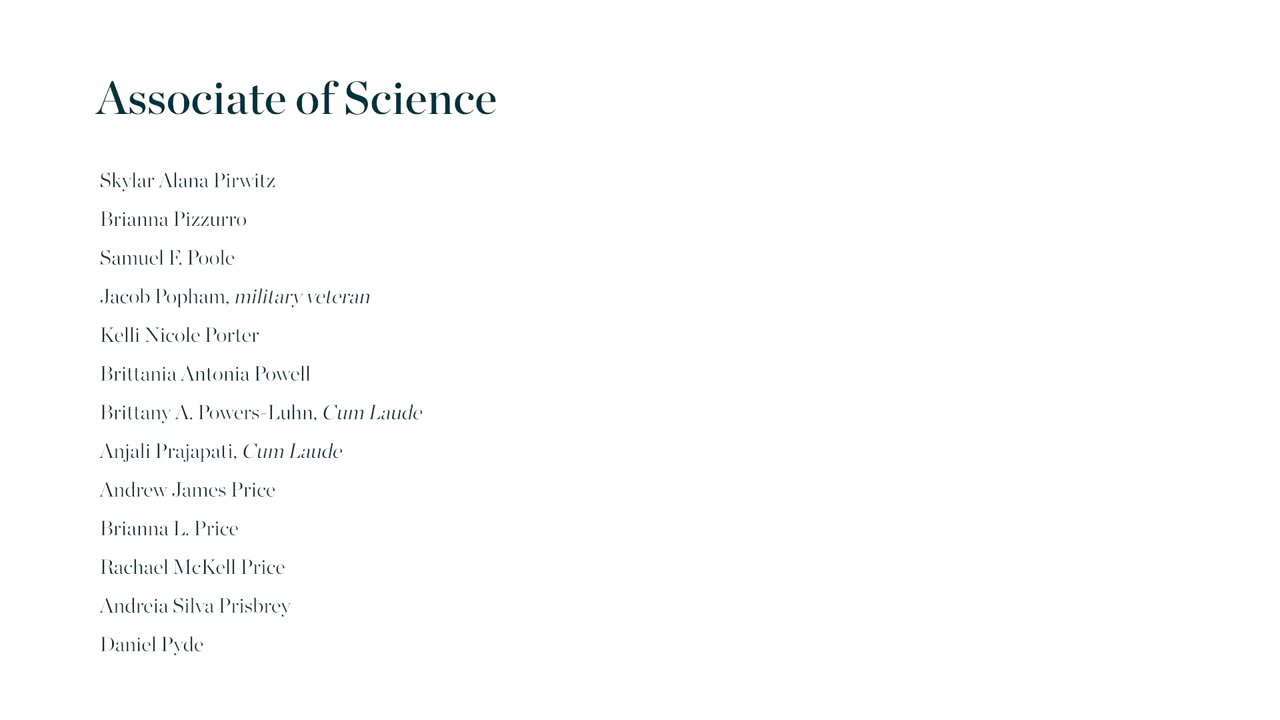 Associate of Science
Skylar Alana Pirwitz
Brianna Pizzurro
Samuel F. Poole
Jacob Popham, military veteran
Kelli Nicole Porter
Brittania Antonia Powell
Brittany A. Powers-Luhn, Cum Laude
Anjali Prajapati, Cum Laude
Andrew James Price
Brianna L. Price
Rachael McKell Price
Andreia Silva Prisbrey
Daniel Pyde